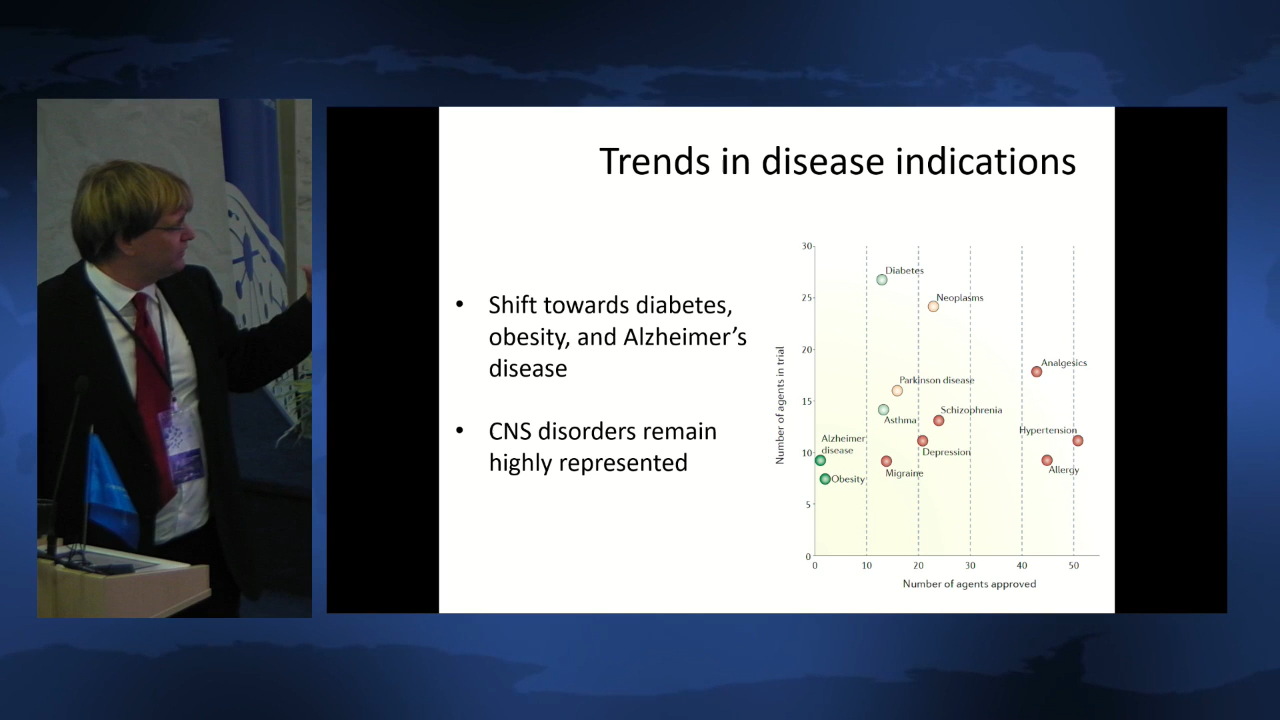 Trends in disease indications
• Shift towards diabetes,
obesity, and Alzheimer's
disease
• CNS disorders remain
highly represented
Number of agents in trial
30
25
20
15
10
5
0
Diabetes
Neoplasms
Analgesics
Parkinson disease
Asthma
Schizophrenia
Hypertension
Alzheimer
disease
Depression
Allergy
Migraine
Obesity
0 10 20 30 40 50
Number of agents approved